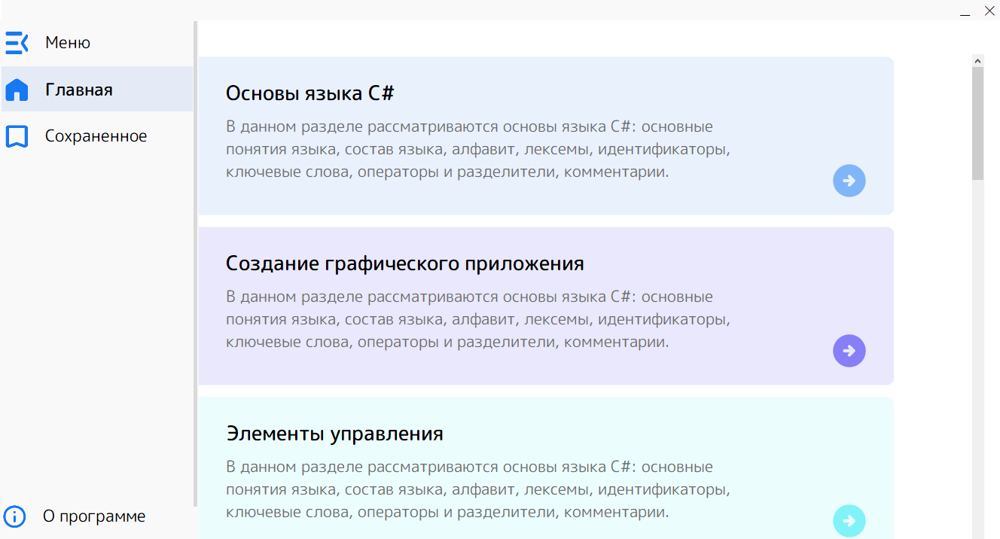 Меню
Главная
Сохраненное
О программе
Основы языка C#
В данном разделе рассматриваются основы языка C#: основные
понятия языка, состав языка, алфавит, лексемы, идентификаторы,
ключевые слова, операторы и разделители, комментарии.
Создание графического приложения
В данном разделе рассматриваются основы языка C#: основные
понятия языка, состав языка, алфавит, лексемы, идентификаторы,
ключевые слова, операторы и разделители, комментарии.
Элементы управления
В данном разделе рассматриваются основы языка C#: основные
понятия языка, состав языка, алфавит, лексемы, идентификаторы,
ключевые слова, операторы и разделители, комментарии.